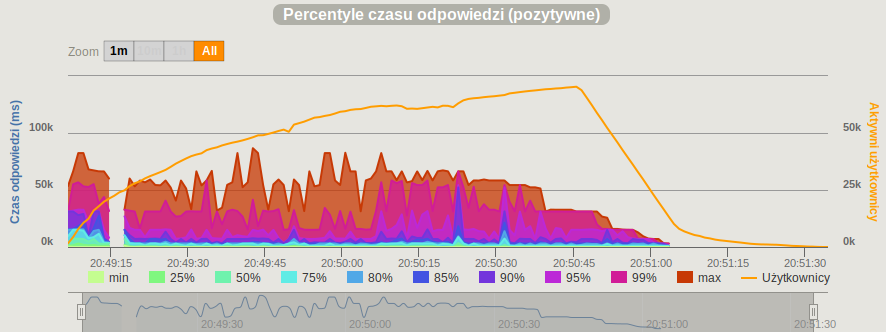 Percentyle czasu odpowiedzi (pozytywne)
Zoom 1m 10m 1h All
Czas odpowiedzi (ms)
100k
50k
0k
Aktywni użytkownicy
50k
25k
0k
20:49:15 20:49:30 20:49:45 20:50:00 20:50:15 20:50:30 20:50:45 20:51:00 20:51:15 20:51:30
min 25% 50% 75% 80% 85% 90% 95% 99% max Użytkownicy
20:49:30 20:50:00 20:50:30 20:51:00 20:51:30